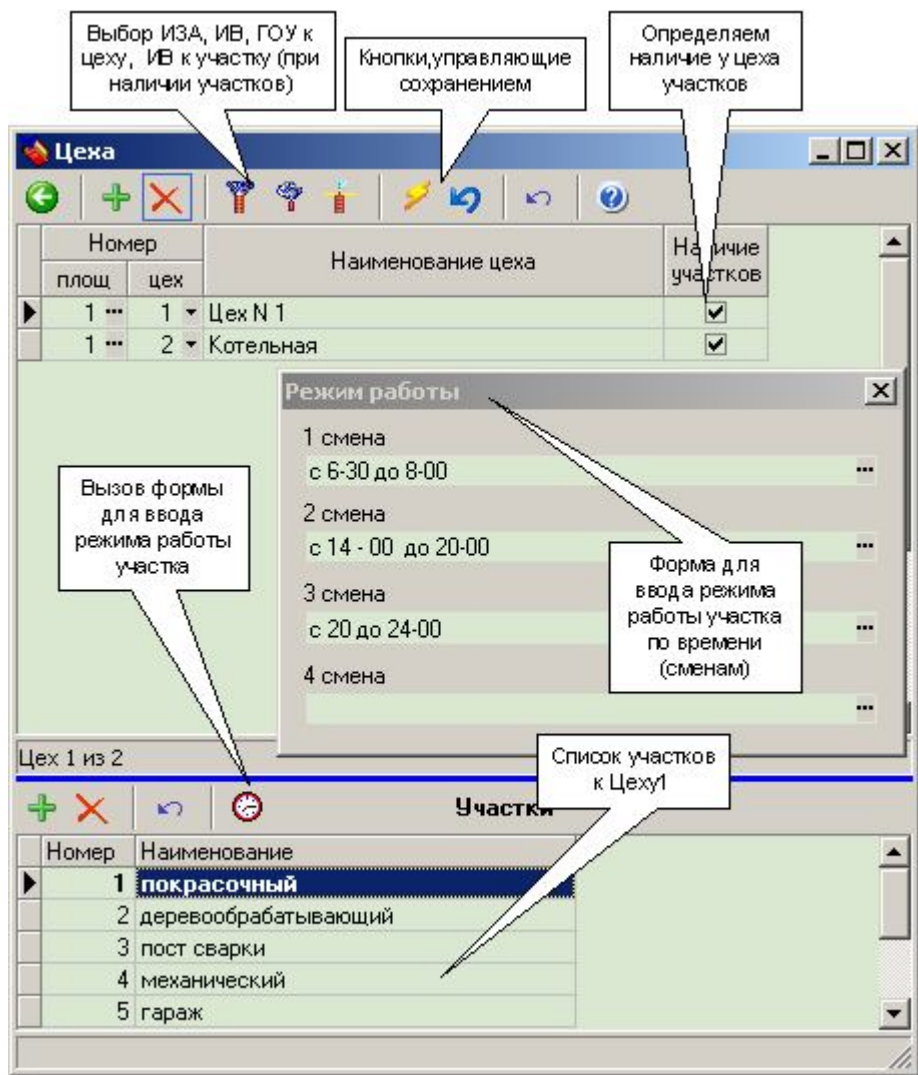 Выбор ИЗА, ИВ, ГОУ к
цеху, ИВ к участку (при
наличии участков)
Кнопки,управляющие
сохранением
Определяем
наличие у цеха
участков
Цеха
Номер
Наименование цеха
Наличие
участков
площ
цех
1 ... 1 Цех N 1
1 ... 2 Котельная
Режим работы
1 смена
с 6-30 до 8-00 ...
2 смена
с 14 - 00 до 20-00 ...
3 смена
с 20 до 24-00 ...
4 смена
...
Вызов формы
для ввода
режима работы
участка
Форма для
ввода режима
работы участка
по времени
(сменам)
Цех 1 из 2
Список участков
к Цеху1
Участки
Номер Наименование
1 покрасочный
2 деревообрабатывающий
3 пост сварки
4 механический
5 гараж